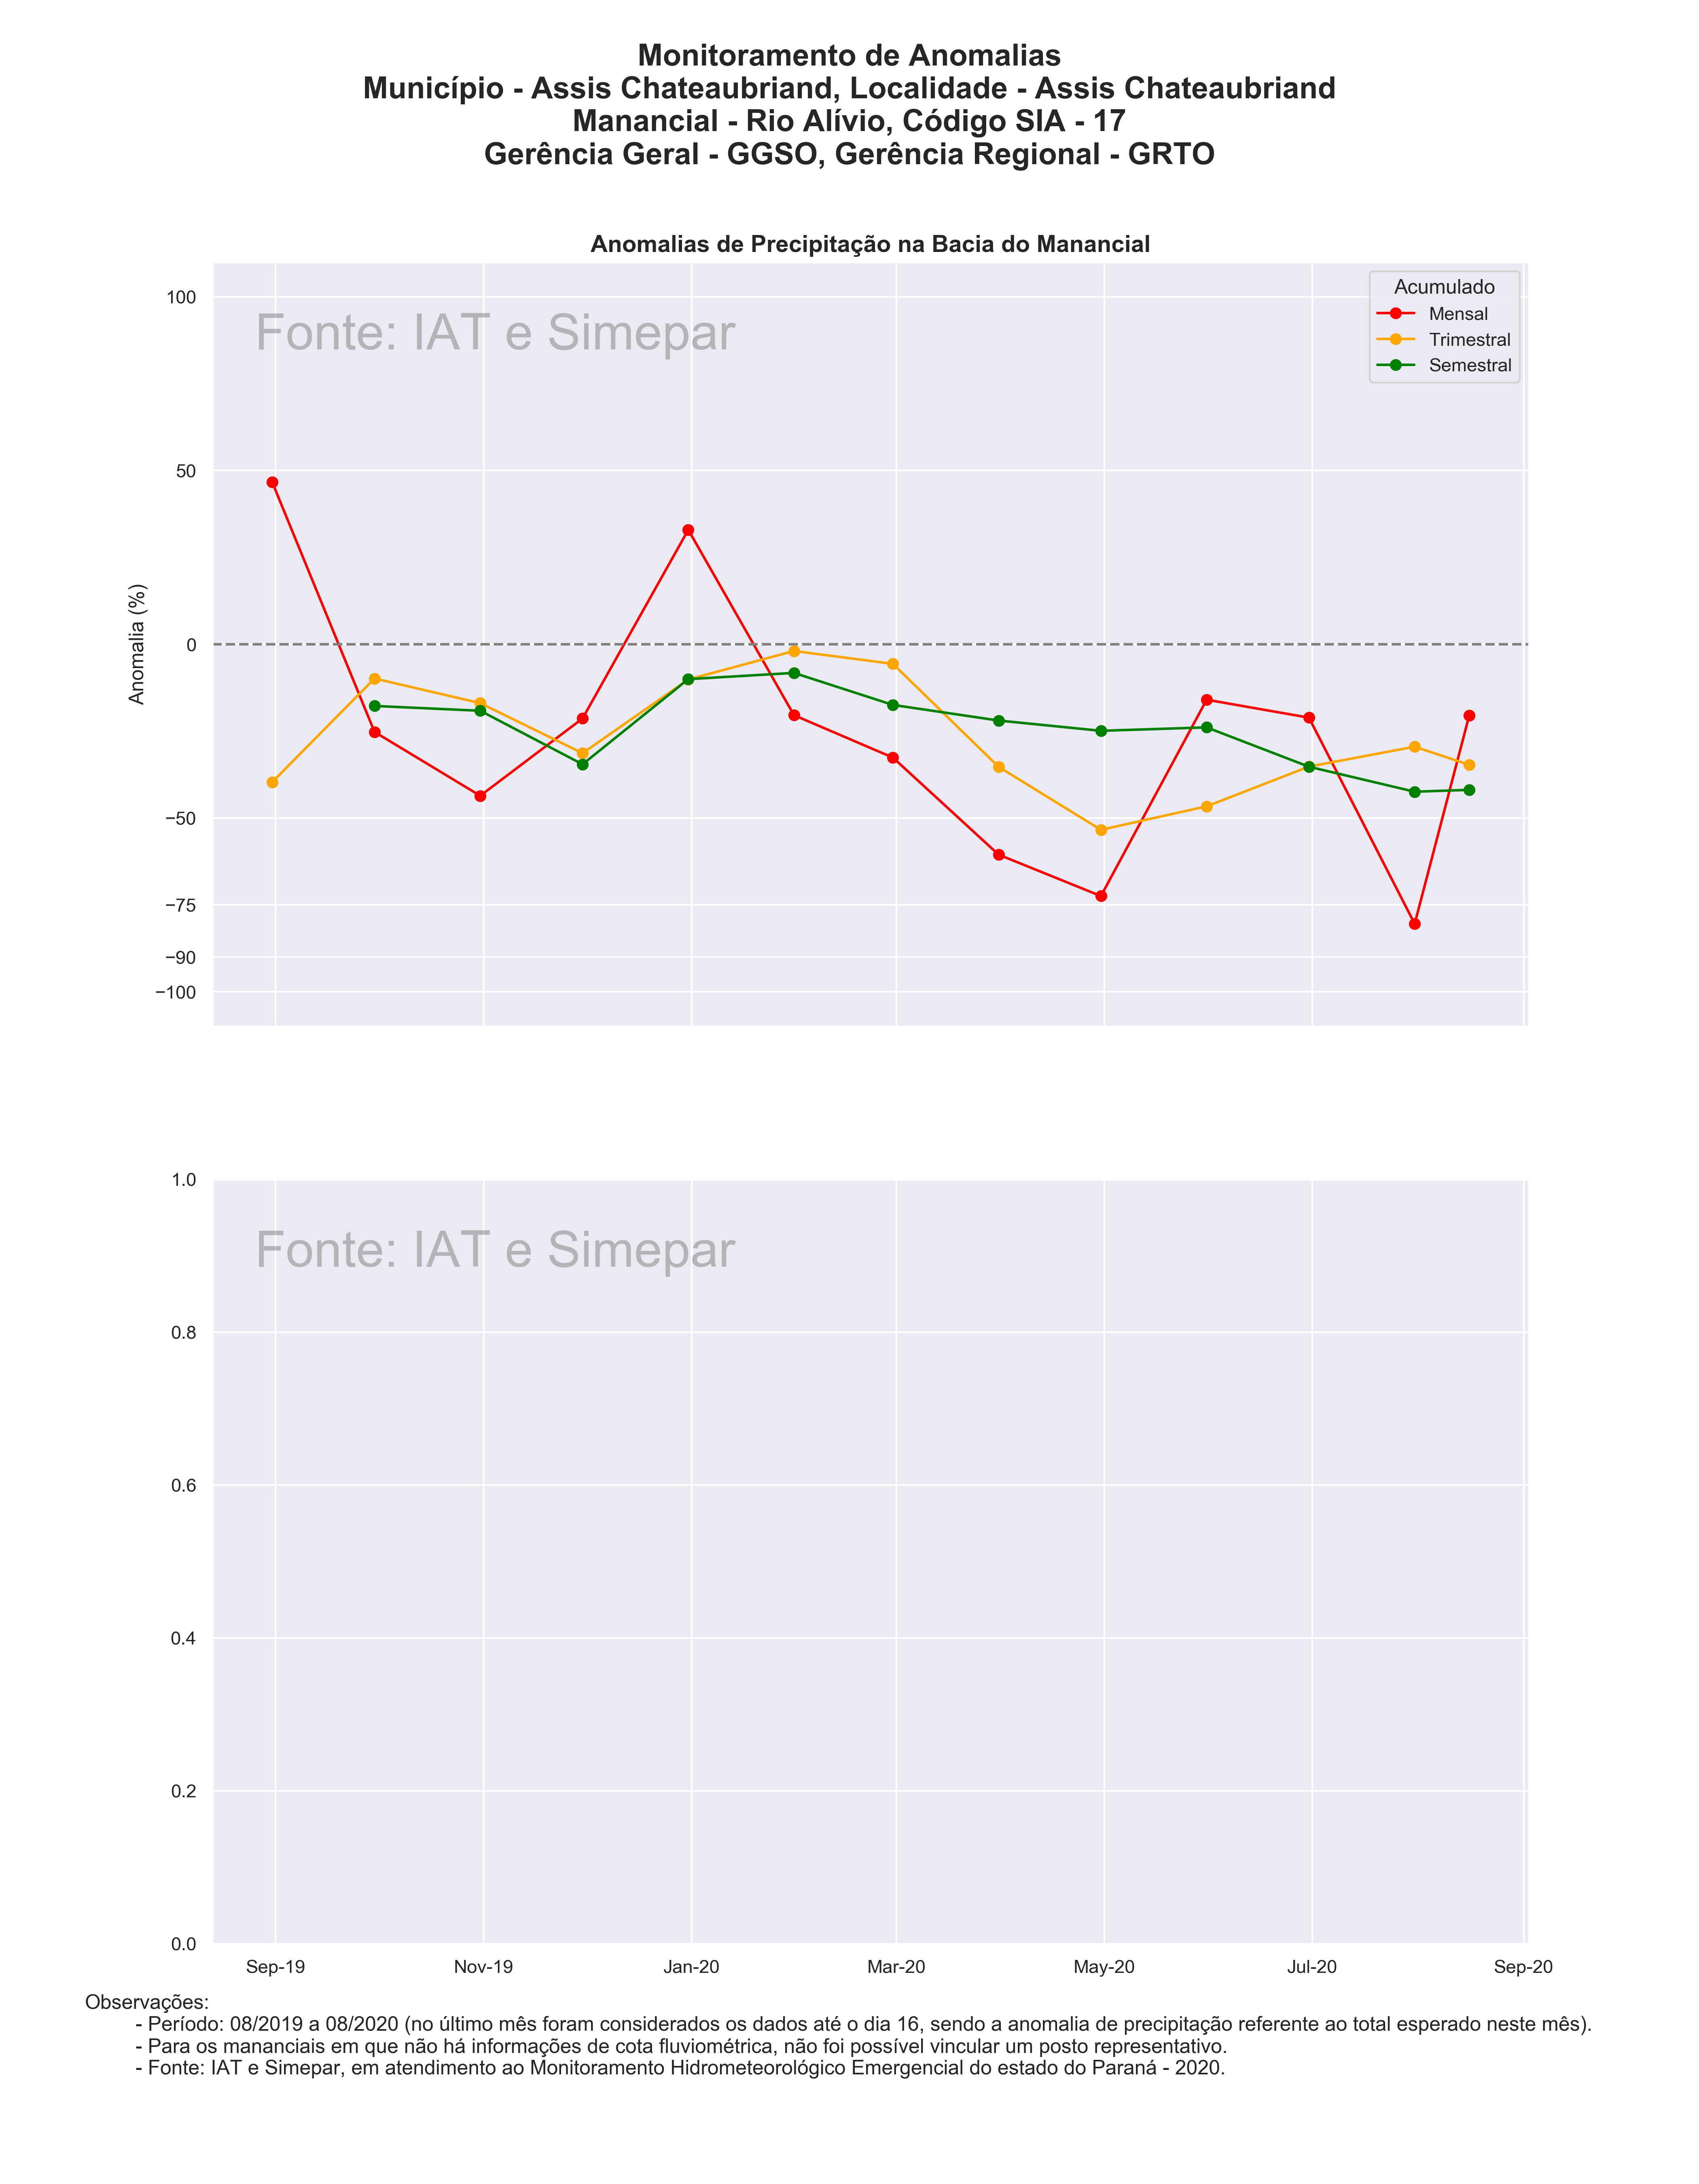 Monitoramento de Anomalias
Município - Assis Chateaubriand, Localidade - Assis Chateaubriand
Manancial - Rio Alívio, Código SIA - 17
Gerência Geral - GGSO, Gerência Regional - GRTO
Anomalias de Precipitação na Bacia do Manancial
Fonte: IAT e Simepar
Acumulado
Mensal
Trimestral
Semestral
Anomalia (%)
100
50
0
−50
−75
−90
−100
Fonte: IAT e Simepar
1.0
0.8
0.6
0.4
0.2
0.0
Sep-19 Nov-19 Jan-20 Mar-20 May-20 Jul-20 Sep-20
Observações:
- Período: 08/2019 a 08/2020 (no último mês foram considerados os dados até o dia 16, sendo a anomalia de precipitação referente ao total esperado neste mês).
- Para os mananciais em que não há informações de cota fluviométrica, não foi possível vincular um posto representativo.
- Fonte: IAT e Simepar, em atendimento ao Monitoramento Hidrometeorológico Emergencial do estado do Paraná - 2020.